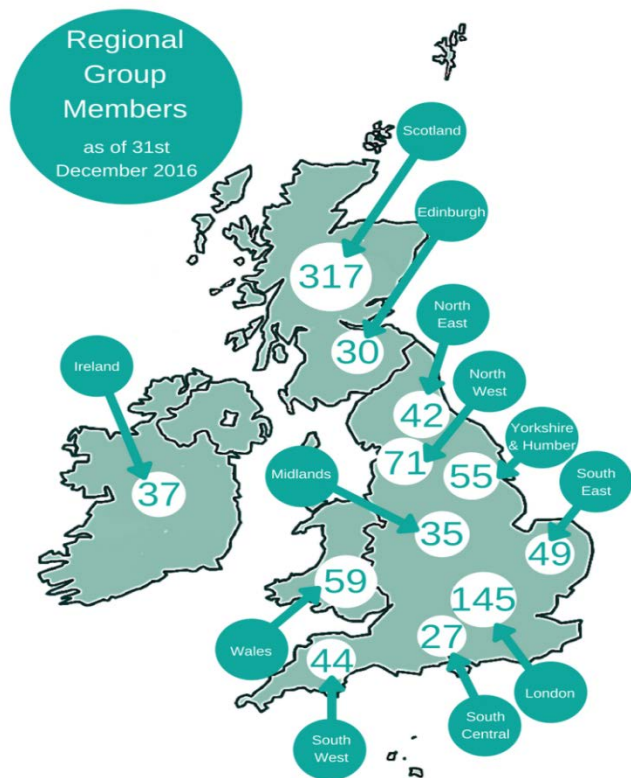 Regional
Group
Members
as of 31st
December 2016
Scotland
Edinburgh
317
North
East
30
Ireland
North
West
42
Yorkshire
& Humber
71
55
Midlands
South
East
37
35
49
59
145
27
Wales
44
London
South
Central
South
West